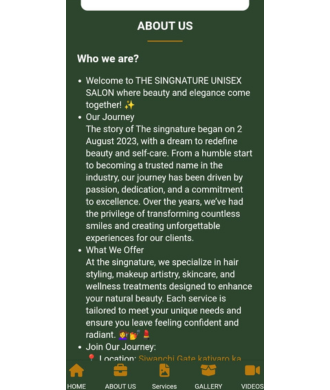 ABOUT US
Who we are?
• Welcome to THE SINGNATURE UNISEX
SALON where beauty and elegance come
together! ✨
• Our Journey
The story of The singnature began on 2
August 2023, with a dream to redefine
beauty and self-care. From a humble start
to becoming a trusted name in the
industry, our journey has been driven by
passion, dedication, and a commitment
to excellence. Over the years, we've had
the privilege of transforming countless
smiles and creating unforgettable
experiences for our clients.
• What We Offer
At the singnature, we specialize in hair
styling, makeup artistry, skincare, and
wellness treatments designed to enhance
your natural beauty. Each service is
tailored to meet your unique needs and
ensure you leave feeling confident and
radiant. 💇‍♀️💅💄
• Join Our Journey:
📍 Location: Siwanchi Gate kativaro ka
HOME ABOUT US Services GALLERY VIDEOS